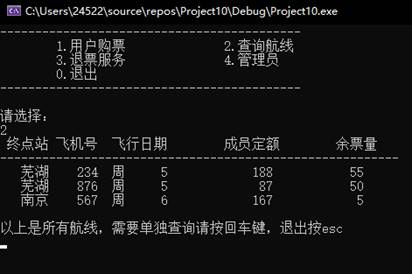 C:\Users\24522\source\repos\Project10\Debug\Project10.exe
1.用户购票 2.查询航线
3.退票服务 4.管理员
0.退出
请选择：
2
终点站 飞机号 飞行日期 成员定额 余票量
芜湖 234 周 5 188 55
芜湖 876 周 5 87 50
南京 567 周 6 167 5
以上是所有航线，需要单独查询请按回车键，退出按esc